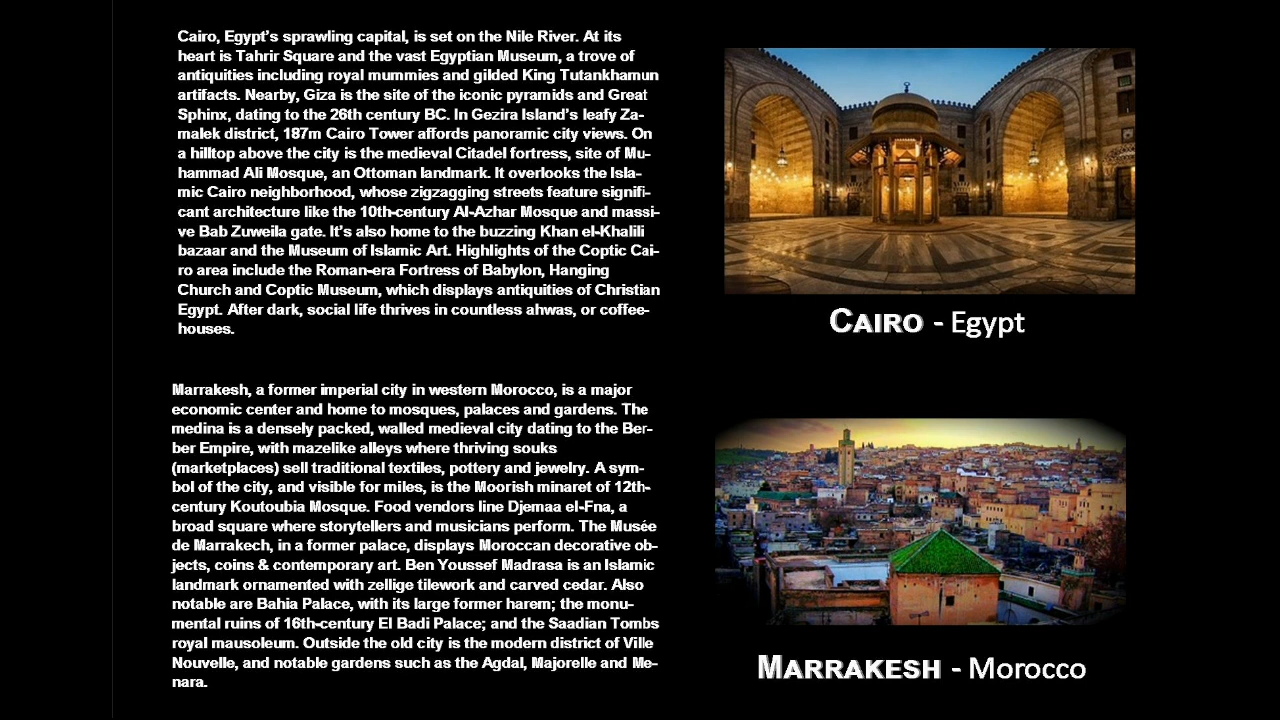 Cairo, Egypt's sprawling capital, is set on the Nile River. At its
heart is Tahrir Square and the vast Egyptian Museum, a trove of
antiquities including royal mummies and gilded King Tutankhamun
artifacts. Nearby, Giza is the site of the iconic pyramids and Great
Sphinx, dating to the 26th century BC. In Gezira Island's leafy Za-
malek district, 187m Cairo Tower affords panoramic city views. On
a hilltop above the city is the medieval Citadel fortress, site of Mu-
hammad Ali Mosque, an Ottoman landmark. It overlooks the Isla-
mic Cairo neighborhood, whose zigzagging streets feature signifi-
cant architecture like the 10th-century Al-Azhar Mosque and massi-
ve Bab Zuweila gate. It's also home to the buzzing Khan el-Khalili
bazaar and the Museum of Islamic Art. Highlights of the Coptic Cai-
ro area include the Roman-era Fortress of Babylon, Hanging
Church and Coptic Museum, which displays antiquities of Christian
Egypt. After dark, social life thrives in countless ahwas, or coffee-
houses.
CAIRO - Egypt
Marrakesh, a former imperial city in western Morocco, is a major
economic center and home to mosques, palaces and gardens. The
medina is a densely packed, walled medieval city dating to the Ber-
ber Empire, with mazelike alleys where thriving souks
(marketplaces) sell traditional textiles, pottery and jewelry. A sym-
bol of the city, and visible for miles, is the Moorish minaret of 12th-
century Koutoubia Mosque. Food vendors line Djemaa el-Fna, a
broad square where storytellers and musicians perform. The Musée
de Marrakech, in a former palace, displays Moroccan decorative ob-
jects, coins & contemporary art. Ben Youssef Madrasa is an Islamic
landmark ornamented with zellige tilework and carved cedar. Also
notable are Bahia Palace, with its large former harem; the monu-
mental ruins of 16th-century El Badi Palace; and the Saadian Tombs
royal mausoleum. Outside the old city is the modern district of Ville
Nouvelle, and notable gardens such as the Agdal, Majorelle and Me-
nara.
MARRAKESH - Morocco